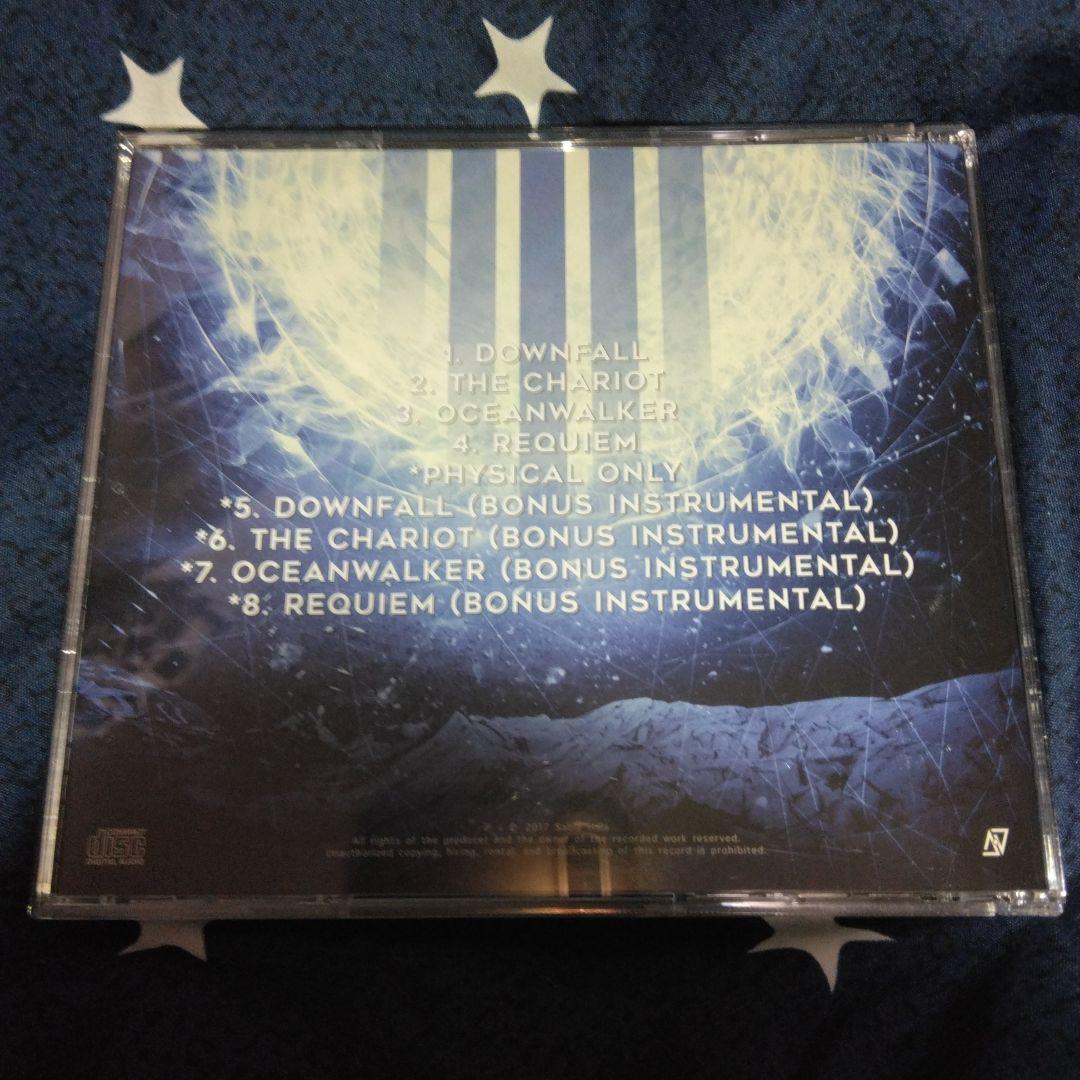 1. DOWNFALL
2. THE CHARIOT
3. OCEANWALKER
4. REQUIEM
*PHYSICAL ONLY
*5. DOWNFALL (BONUS INSTRUMENTAL)
*6. THE CHARIOT (BONUS INSTRUMENTAL)
*7. OCEANWALKER (BONUS INSTRUMENTAL)
*8. REQUIEM (BONUS INSTRUMENTAL)
© 2017
All rights of the producer and the owner of the recorded work reserved.
Unauthorized copying, hiring, rental, and broadcasting of this record is prohibited.
COMPACT
disc
DIGITAL AUDIO